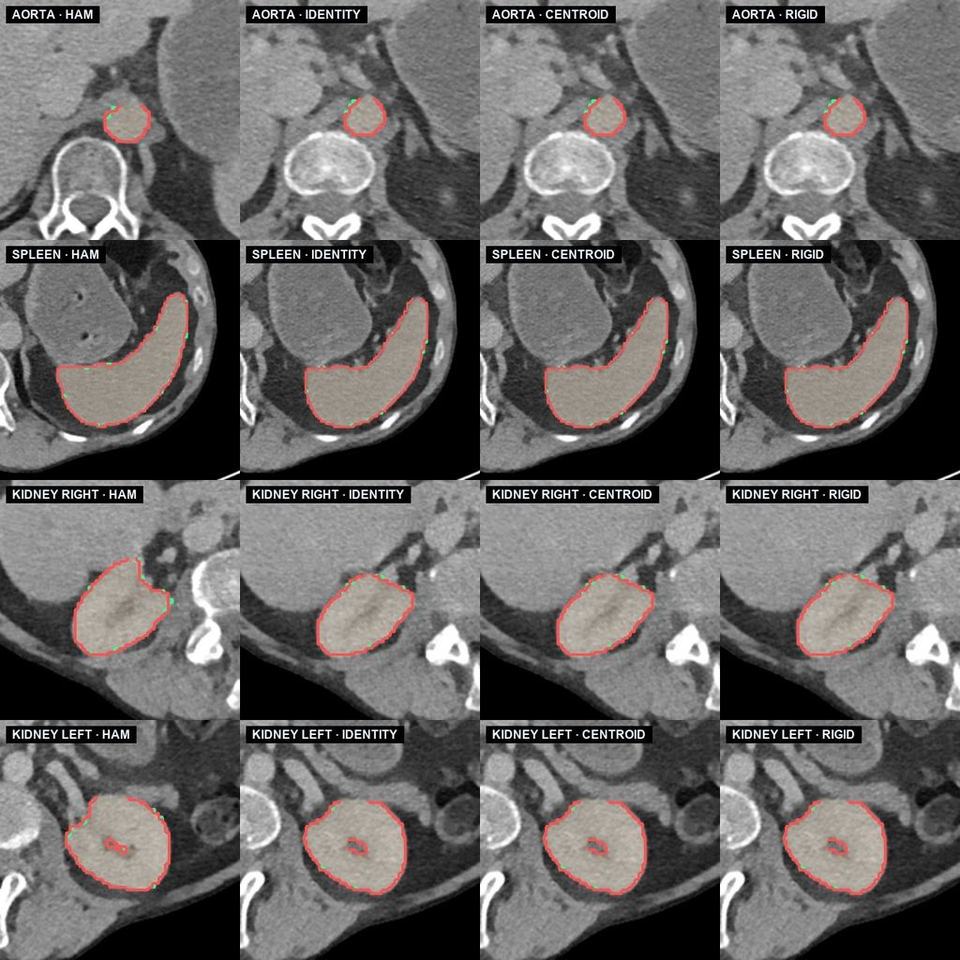 AORTA · HAM
AORTA · IDENTITY
AORTA · CENTROID
AORTA · RIGID
SPLEEN · HAM
SPLEEN · IDENTITY
SPLEEN · CENTROID
SPLEEN · RIGID
KIDNEY RIGHT · HAM
KIDNEY RIGHT · IDENTITY
KIDNEY RIGHT · CENTROID
KIDNEY RIGHT · RIGID
KIDNEY LEFT · HAM
KIDNEY LEFT · IDENTITY
KIDNEY LEFT · CENTROID
KIDNEY LEFT · RIGID